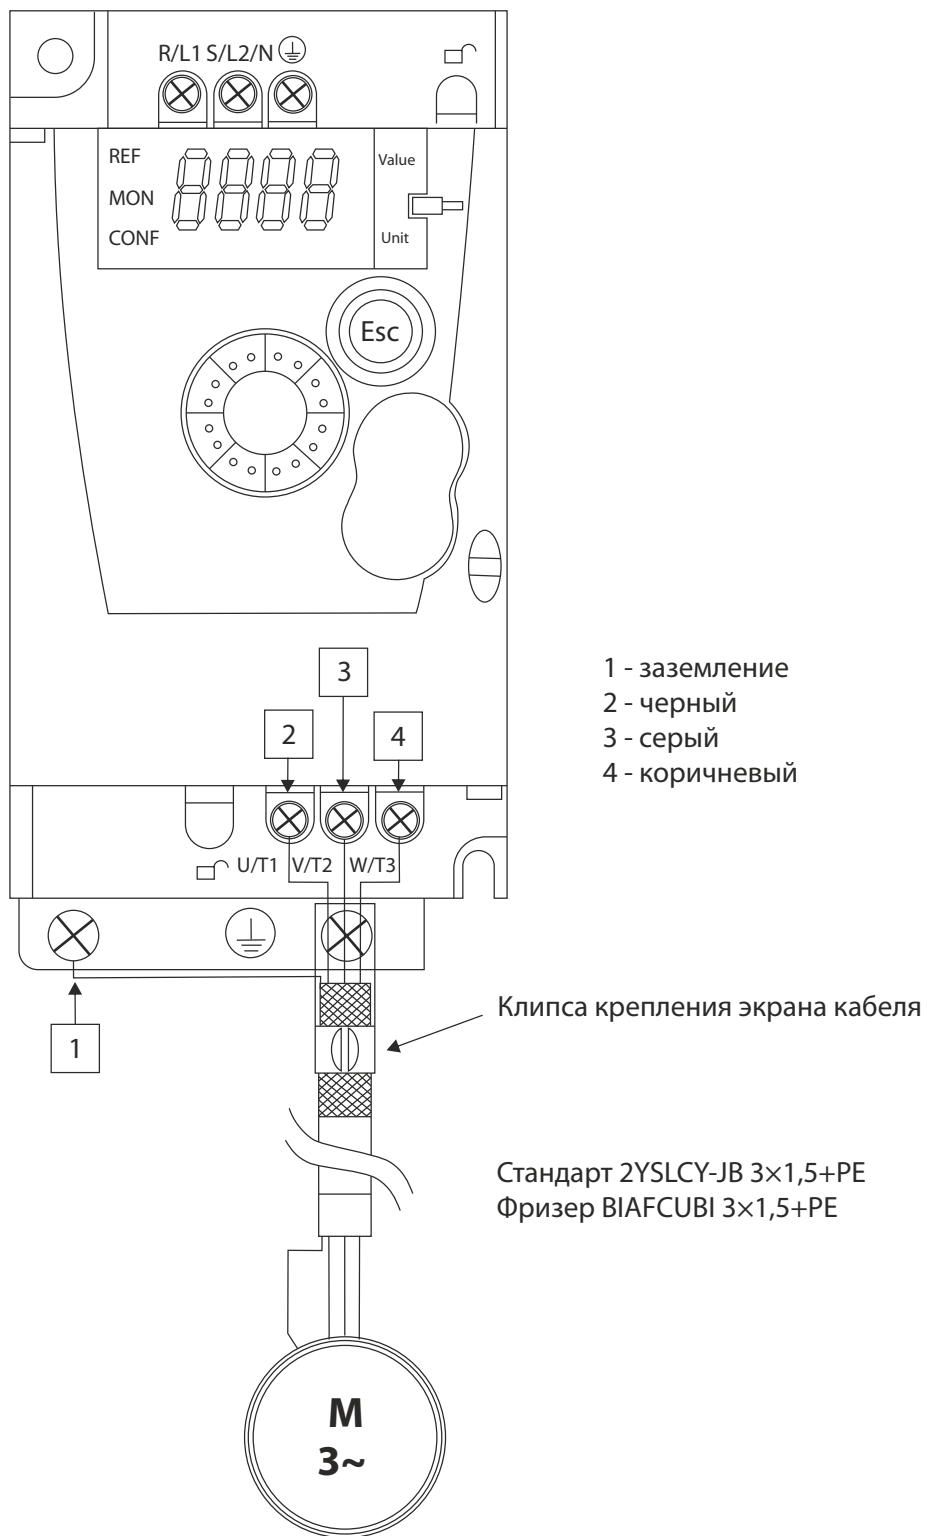 R/L1 S/L2/N
REF
Value
MON
CONF
Unit
Esc
3
2
4
1 - заземление
2 - черный
3 - серый
4 - коричневый
U/T1 V/T2 W/T3
1
Клипса крепления экрана кабеля
Стандарт 2YSLCY-JB 3×1,5+PE
Фризер BIAFCUBI 3×1,5+PE
M
3~